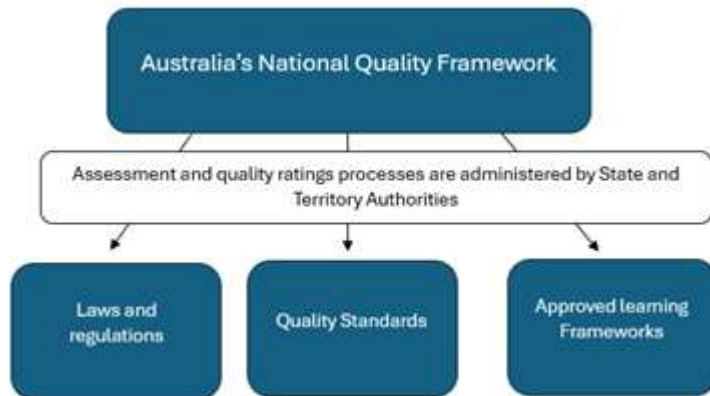 Australia's National Quality Framework
Assessment and quality ratings processes are administered by State and
Territory Authorities
Laws and
regulations
Quality Standards
Approved learning
Frameworks